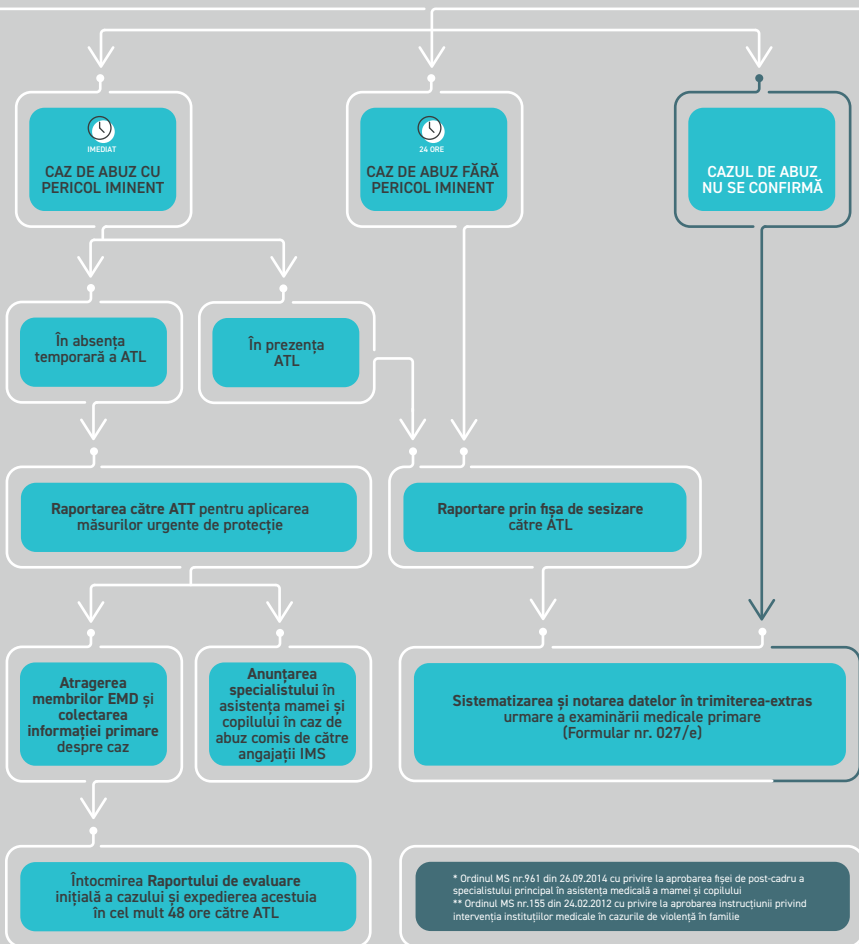 IMEDIAT
CAZ DE ABUZ CU
PERICOL IMINENT
24 ORE
CAZ DE ABUZ FĂRĂ
PERICOL IMINENT
CAZUL DE ABUZ
NU SE CONFIRMĂ
În absența
temporară a ATL
În prezența
ATL
Raportarea către ATT pentru aplicarea
măsurilor urgente de protecție
Raportare prin fișa de sesizare
către ATL
Atragerea
membrilor EMD și
colectarea
informației primare
despre caz
Anunțarea
specialistului în
asistența mamei și
copilului în caz de
abuz comis de către
angajații IMS
Sistematizarea și notarea datelor în trimiterea-extras
urmare a examinării medicale primare
(Formular nr. 027/e)
Întocmirea Raportului de evaluare
inițială a cazului și expedierea acestuia
în cel mult 48 ore către ATL
* Ordinul MS nr.961 din 26.09.2014 cu privire la aprobarea fișei de post-cadru a
specialistului principal în asistența medicală a mamei și copilului
** Ordinul MS nr.155 din 24.02.2012 cu privire la aprobarea instrucțiunii privind
intervenția instituțiilor medicale în cazurile de violență în familie